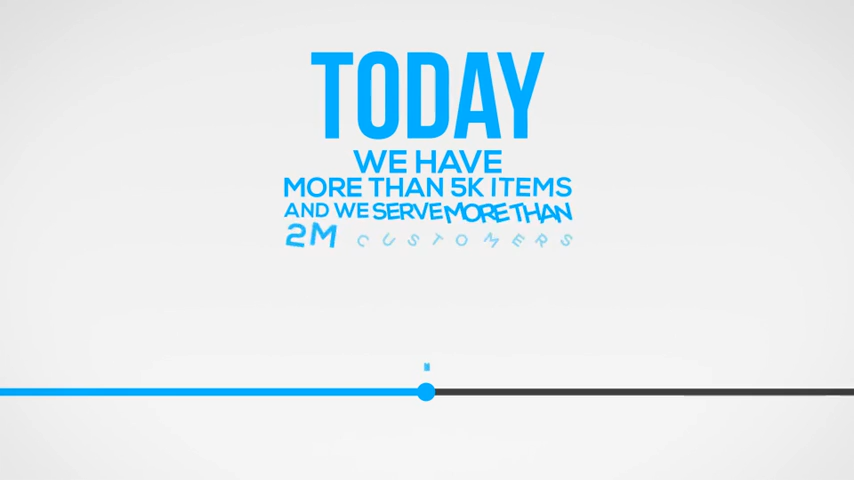 TODAY
WE HAVE
MORE THAN 5K ITEMS
AND WE SERVE MORE THAN
2M CUSTOMERS